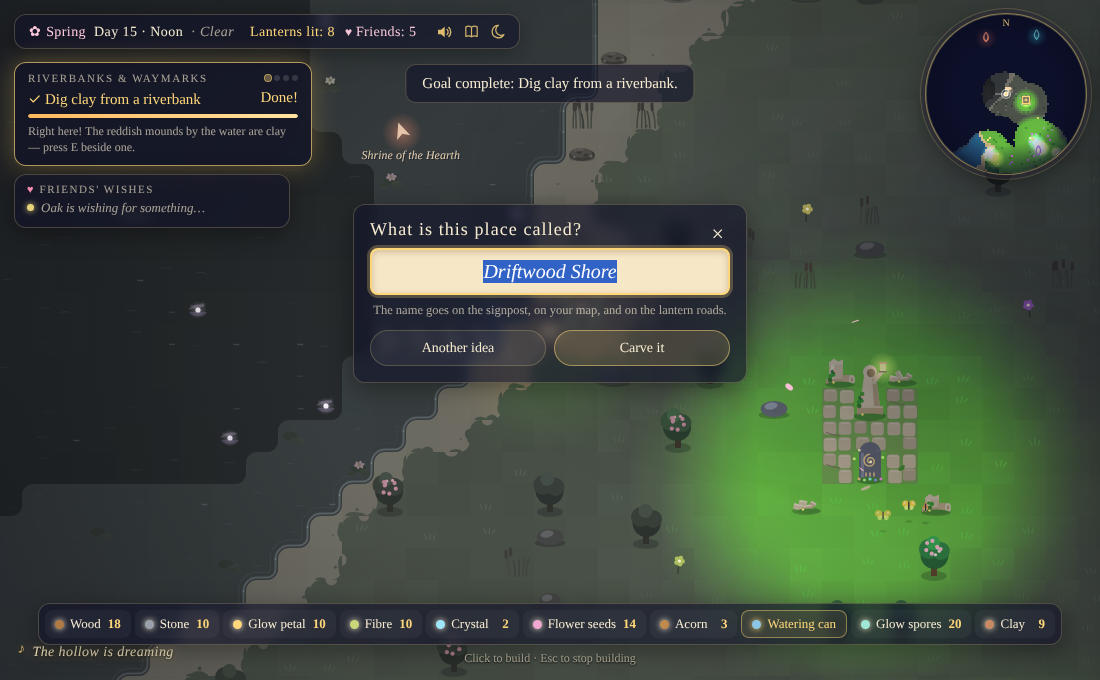 ✿ Spring Day 15 · Noon · Clear Lanterns lit: 8 ♥ Friends: 5
RIVERBANKS & WAYMARKS
✓ Dig clay from a riverbank Done!
Right here! The reddish mounds by the water are clay
— press E beside one.
♥ FRIENDS' WISHES
Oak is wishing for something…
Goal complete: Dig clay from a riverbank.
Shrine of the Hearth
N
What is this place called? ×
Driftwood Shore
The name goes on the signpost, on your map, and on the lantern roads.
Another idea Carve it
Wood 18 Stone 10 Glow petal 10 Fibre 10 Crystal 2 Flower seeds 14 Acorn 3 Watering can Glow spores 20 Clay 9
♪ The hollow is dreaming
Click to build · Esc to stop building